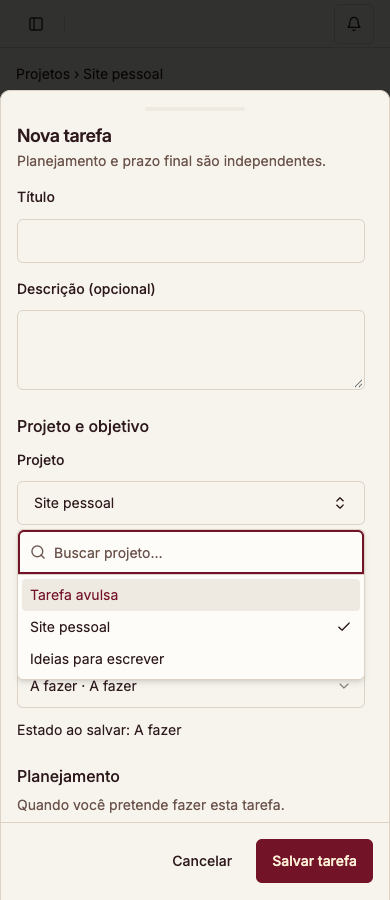 Projetos › Site pessoal
Nova tarefa
Planejamento e prazo final são independentes.
Título
Descrição (opcional)
Projeto e objetivo
Projeto
Site pessoal
Buscar projeto...
Tarefa avulsa
Site pessoal
Ideias para escrever
A fazer · A fazer
Estado ao salvar: A fazer
Planejamento
Quando você pretende fazer esta tarefa.
Cancelar
Salvar tarefa